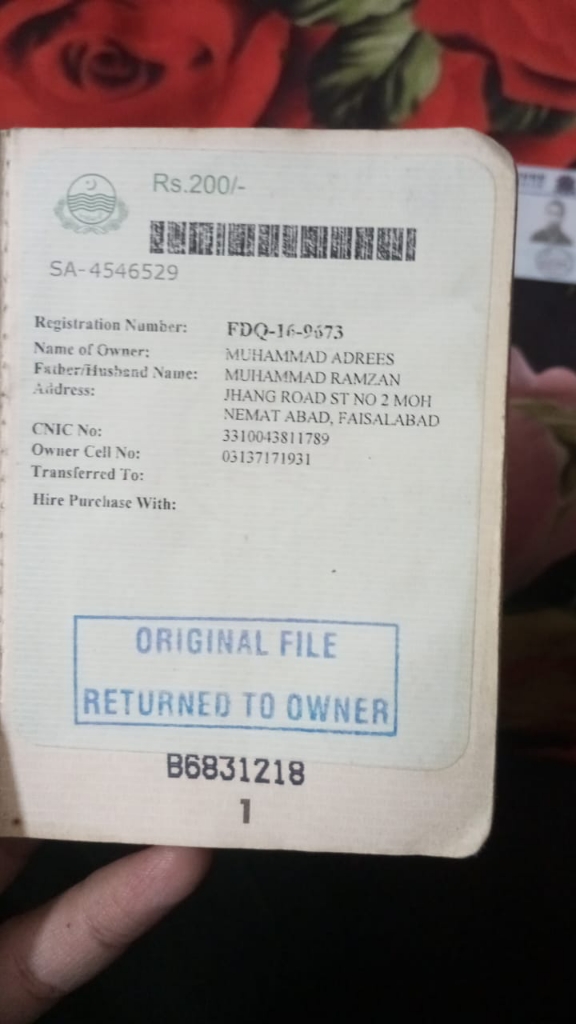 Rs.200/-
SA-4546529
Registration Number: FDQ-16-9673
Name of Owner: MUHAMMAD ADREES
Father/Husband Name: MUHAMMAD RAMZAN
Address: JHANG ROAD ST NO 2 MOH
NEMAT ABAD, FAISALABAD
CNIC No: 3310043811789
Owner Cell No: 03137171931
Transferred To:
Hire Purchase With:
ORIGINAL FILE
RETURNED TO OWNER
B6831218
1